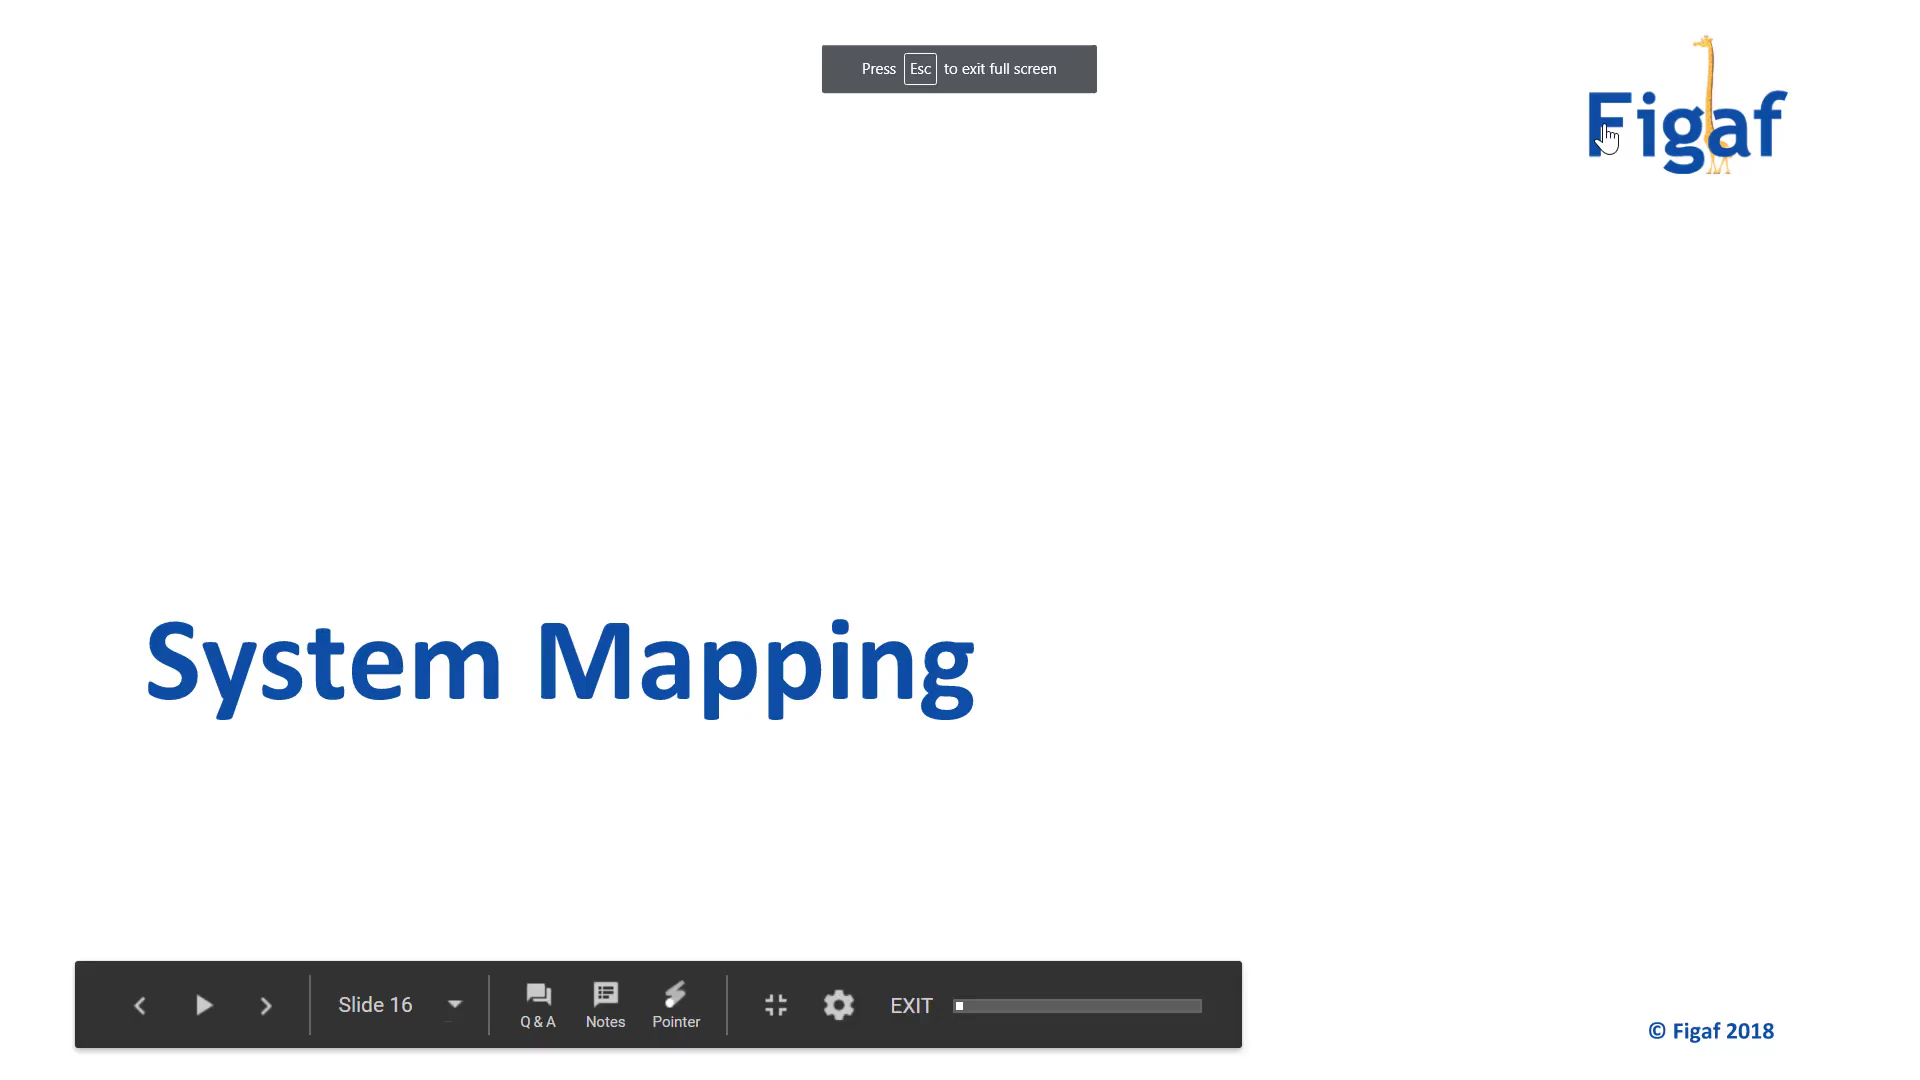 Press Esc to exit full screen
Figaf
System Mapping
Slide 16
Q & A
Notes
Pointer
EXIT
© Figaf 2018